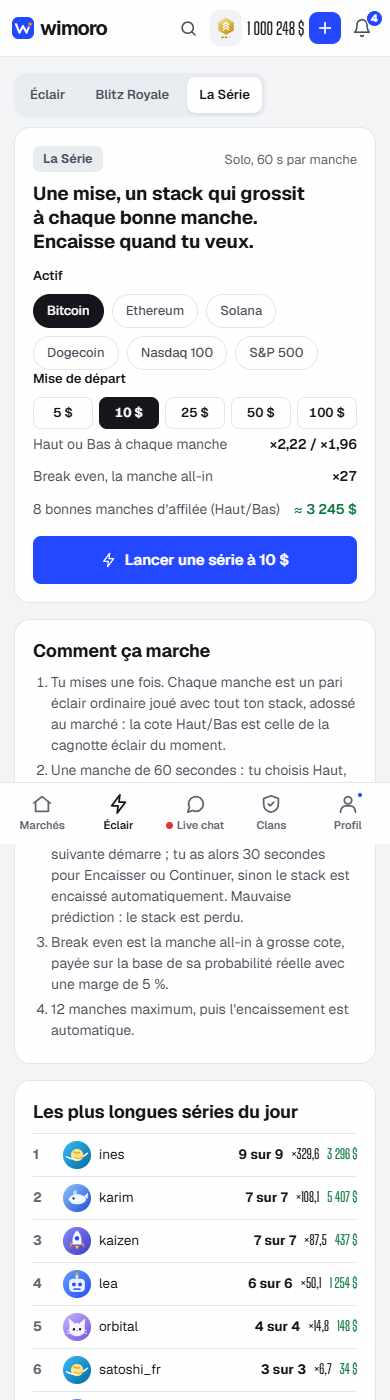 wimoro
1 000 248 $
4
Éclair
Blitz Royale
La Série
La Série
Solo, 60 s par manche
Une mise, un stack qui grossit
à chaque bonne manche.
Encaisse quand tu veux.
Actif
Bitcoin
Ethereum
Solana
Dogecoin
Nasdaq 100
S&P 500
Mise de départ
5 $
10 $
25 $
50 $
100 $
Haut ou Bas à chaque manche
×2,22 / ×1,96
Break even, la manche all-in
×27
8 bonnes manches d'affilée (Haut/Bas)
≈ 3 245 $
Lancer une série à 10 $
Comment ça marche
1. Tu mises une fois. Chaque manche est un pari
éclair ordinaire joué avec tout ton stack, adossé
au marché : la cote Haut/Bas est celle de la
cagnotte éclair du moment.
2. Une manche de 60 secondes : tu choisis Haut,
Marchés
Éclair
Live chat
Clans
Profil
suivante démarre ; tu as alors 30 secondes
pour Encaisser ou Continuer, sinon le stack est
encaissé automatiquement. Mauvaise
prédiction : le stack est perdu.
3. Break even est la manche all-in à grosse cote,
payée sur la base de sa probabilité réelle avec
une marge de 5 %.
4. 12 manches maximum, puis l'encaissement est
automatique.
Les plus longues séries du jour
1 ines 9 sur 9 ×329,6 3 296 $
2 karim 7 sur 7 ×108,1 5 407 $
3 kaizen 7 sur 7 ×87,5 437 $
4 lea 6 sur 6 ×50,1 1 254 $
5 orbital 4 sur 4 ×14,8 148 $
6 satoshi_fr 3 sur 3 ×6,7 34 $